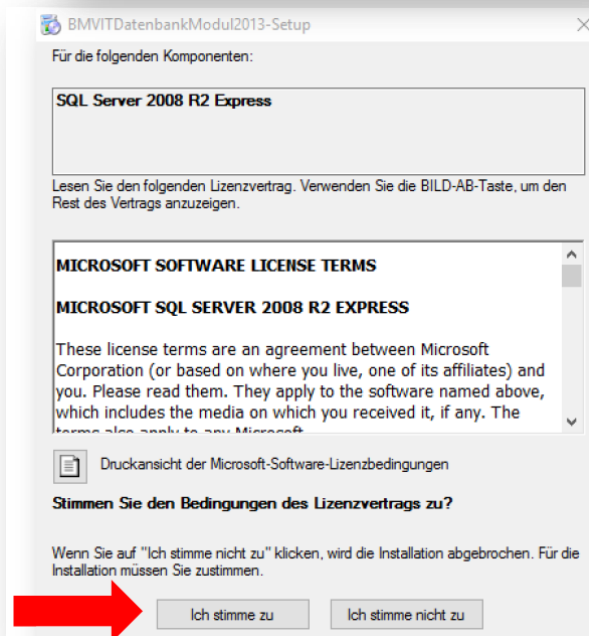 BMVITDatenbankModul2013-Setup
Für die folgenden Komponenten:
SQL Server 2008 R2 Express
Lesen Sie den folgenden Lizenzvertrag. Verwenden Sie die BILD-AB-Taste, um den
Rest des Vertrags anzuzeigen.
MICROSOFT SOFTWARE LICENSE TERMS
MICROSOFT SQL SERVER 2008 R2 EXPRESS
These license terms are an agreement between Microsoft
Corporation (or based on where you live, one of its affiliates) and
you. Please read them. They apply to the software named above,
which includes the media on which you received it, if any. The
terms also apply to any Microsoft
Druckansicht der Microsoft-Software-Lizenzbedingungen
Stimmen Sie den Bedingungen des Lizenzvertrags zu?
Wenn Sie auf "Ich stimme nicht zu" klicken, wird die Installation abgebrochen. Für die
Installation müssen Sie zustimmen.
Ich stimme zu
Ich stimme nicht zu